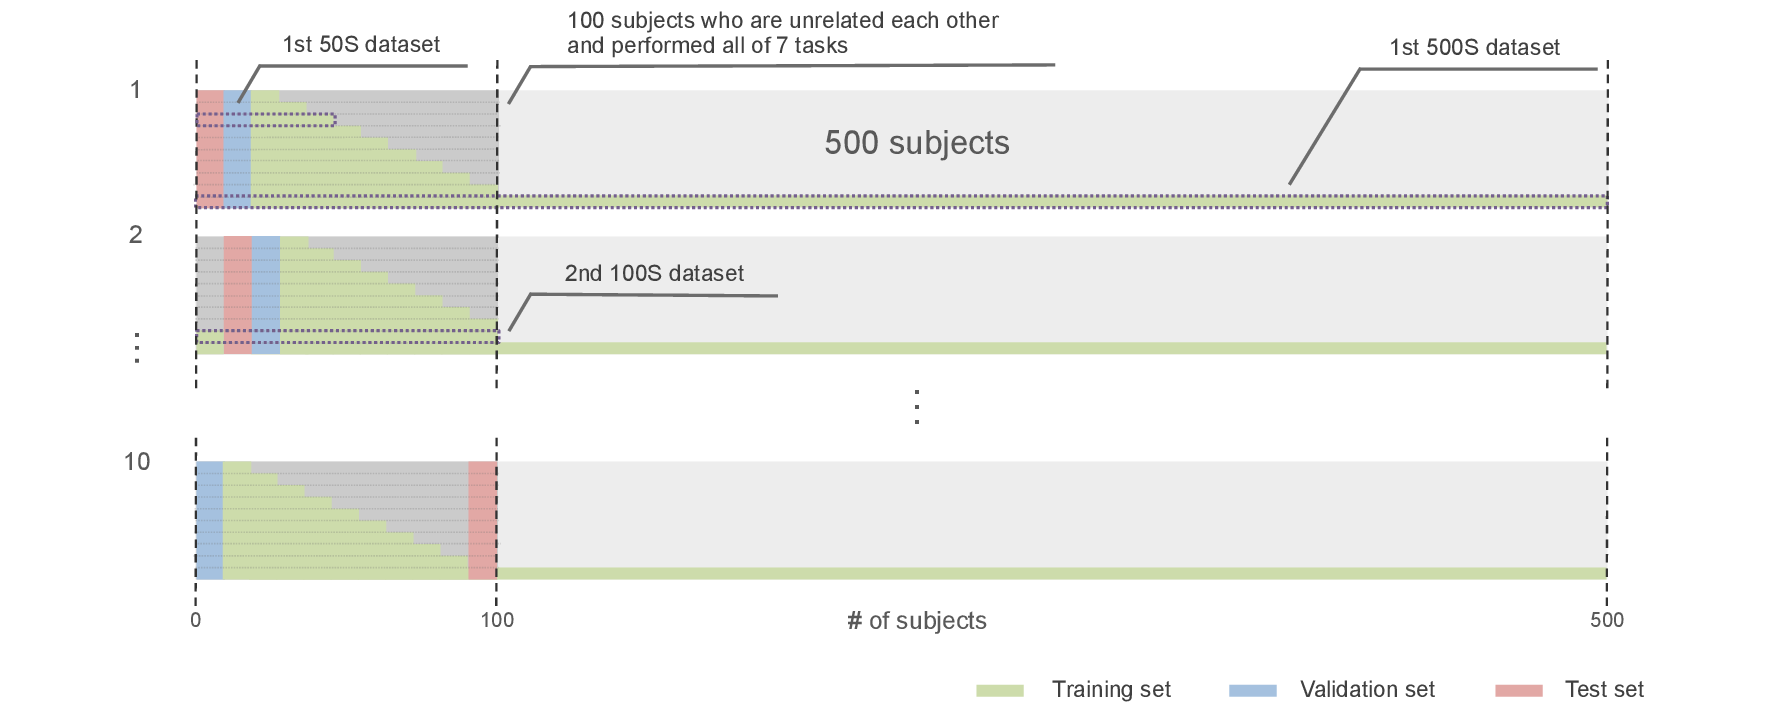 100 subjects who are unrelated each other
and performed all of 7 tasks
1st 50S dataset
1st 500S dataset
1
500 subjects
2
2nd 100S dataset
10
0
100
# of subjects
500
Training set
Validation set
Test set